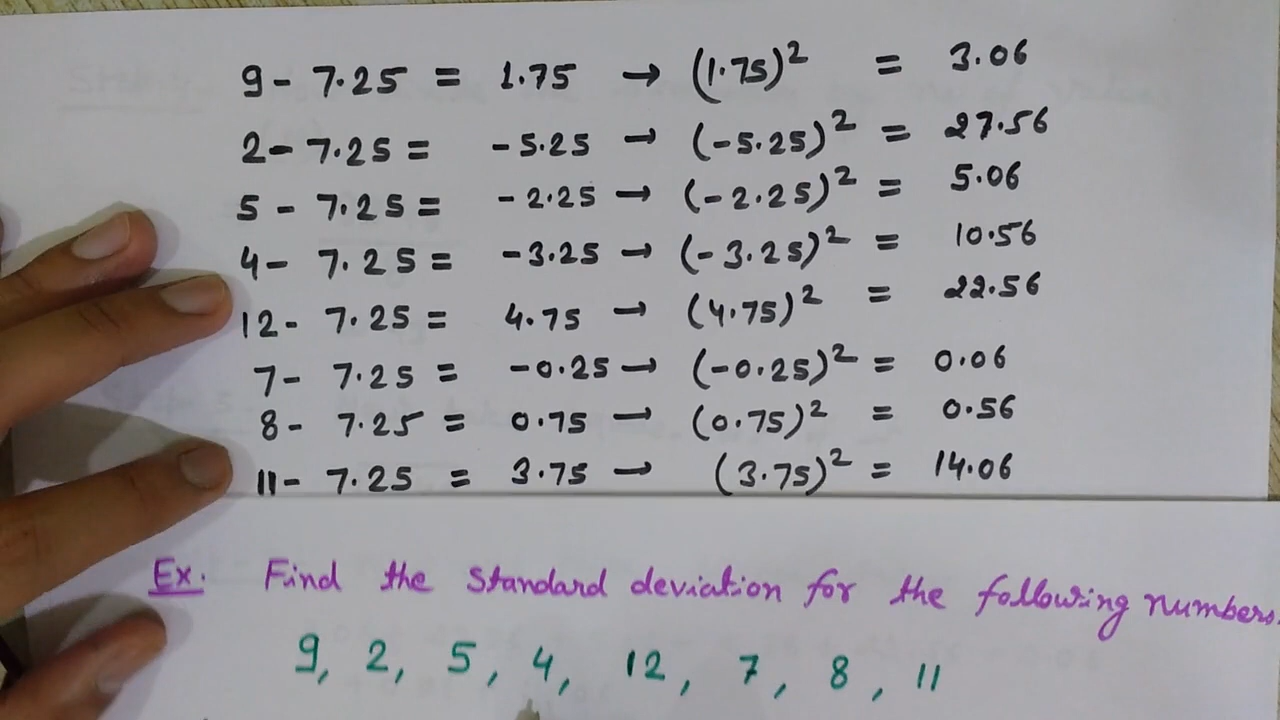 9 - 7.25 = 1.75 → (1.75)² = 3.06
2 - 7.25 = -5.25 → (-5.25)² = 27.56
5 - 7.25 = -2.25 → (-2.25)² = 5.06
4 - 7.25 = -3.25 → (-3.25)² = 10.56
12 - 7.25 = 4.75 → (4.75)² = 22.56
7 - 7.25 = -0.25 → (-0.25)² = 0.06
8 - 7.25 = 0.75 → (0.75)² = 0.56
11 - 7.25 = 3.75 → (3.75)² = 14.06
Ex. Find the standard deviation for the following numbers.
9, 2, 5, 4, 12, 7, 8, 11